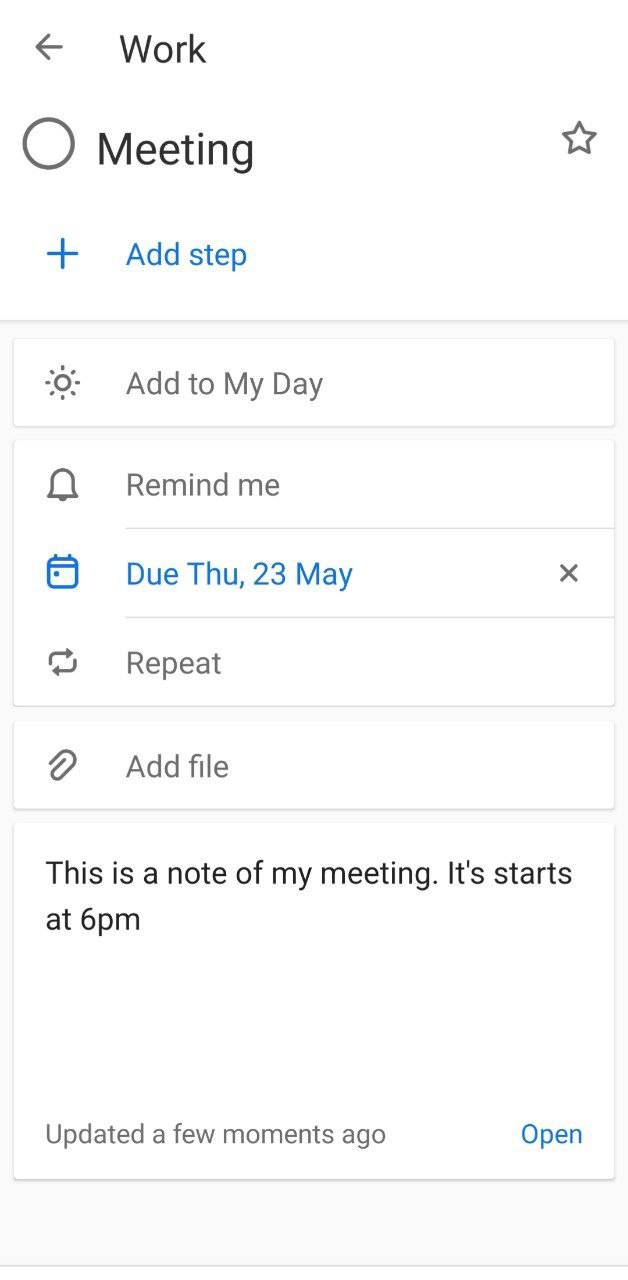 Work
Meeting
Add step
Add to My Day
Remind me
Due Thu, 23 May
Repeat
Add file
This is a note of my meeting. It's starts
at 6pm
Updated a few moments ago
Open